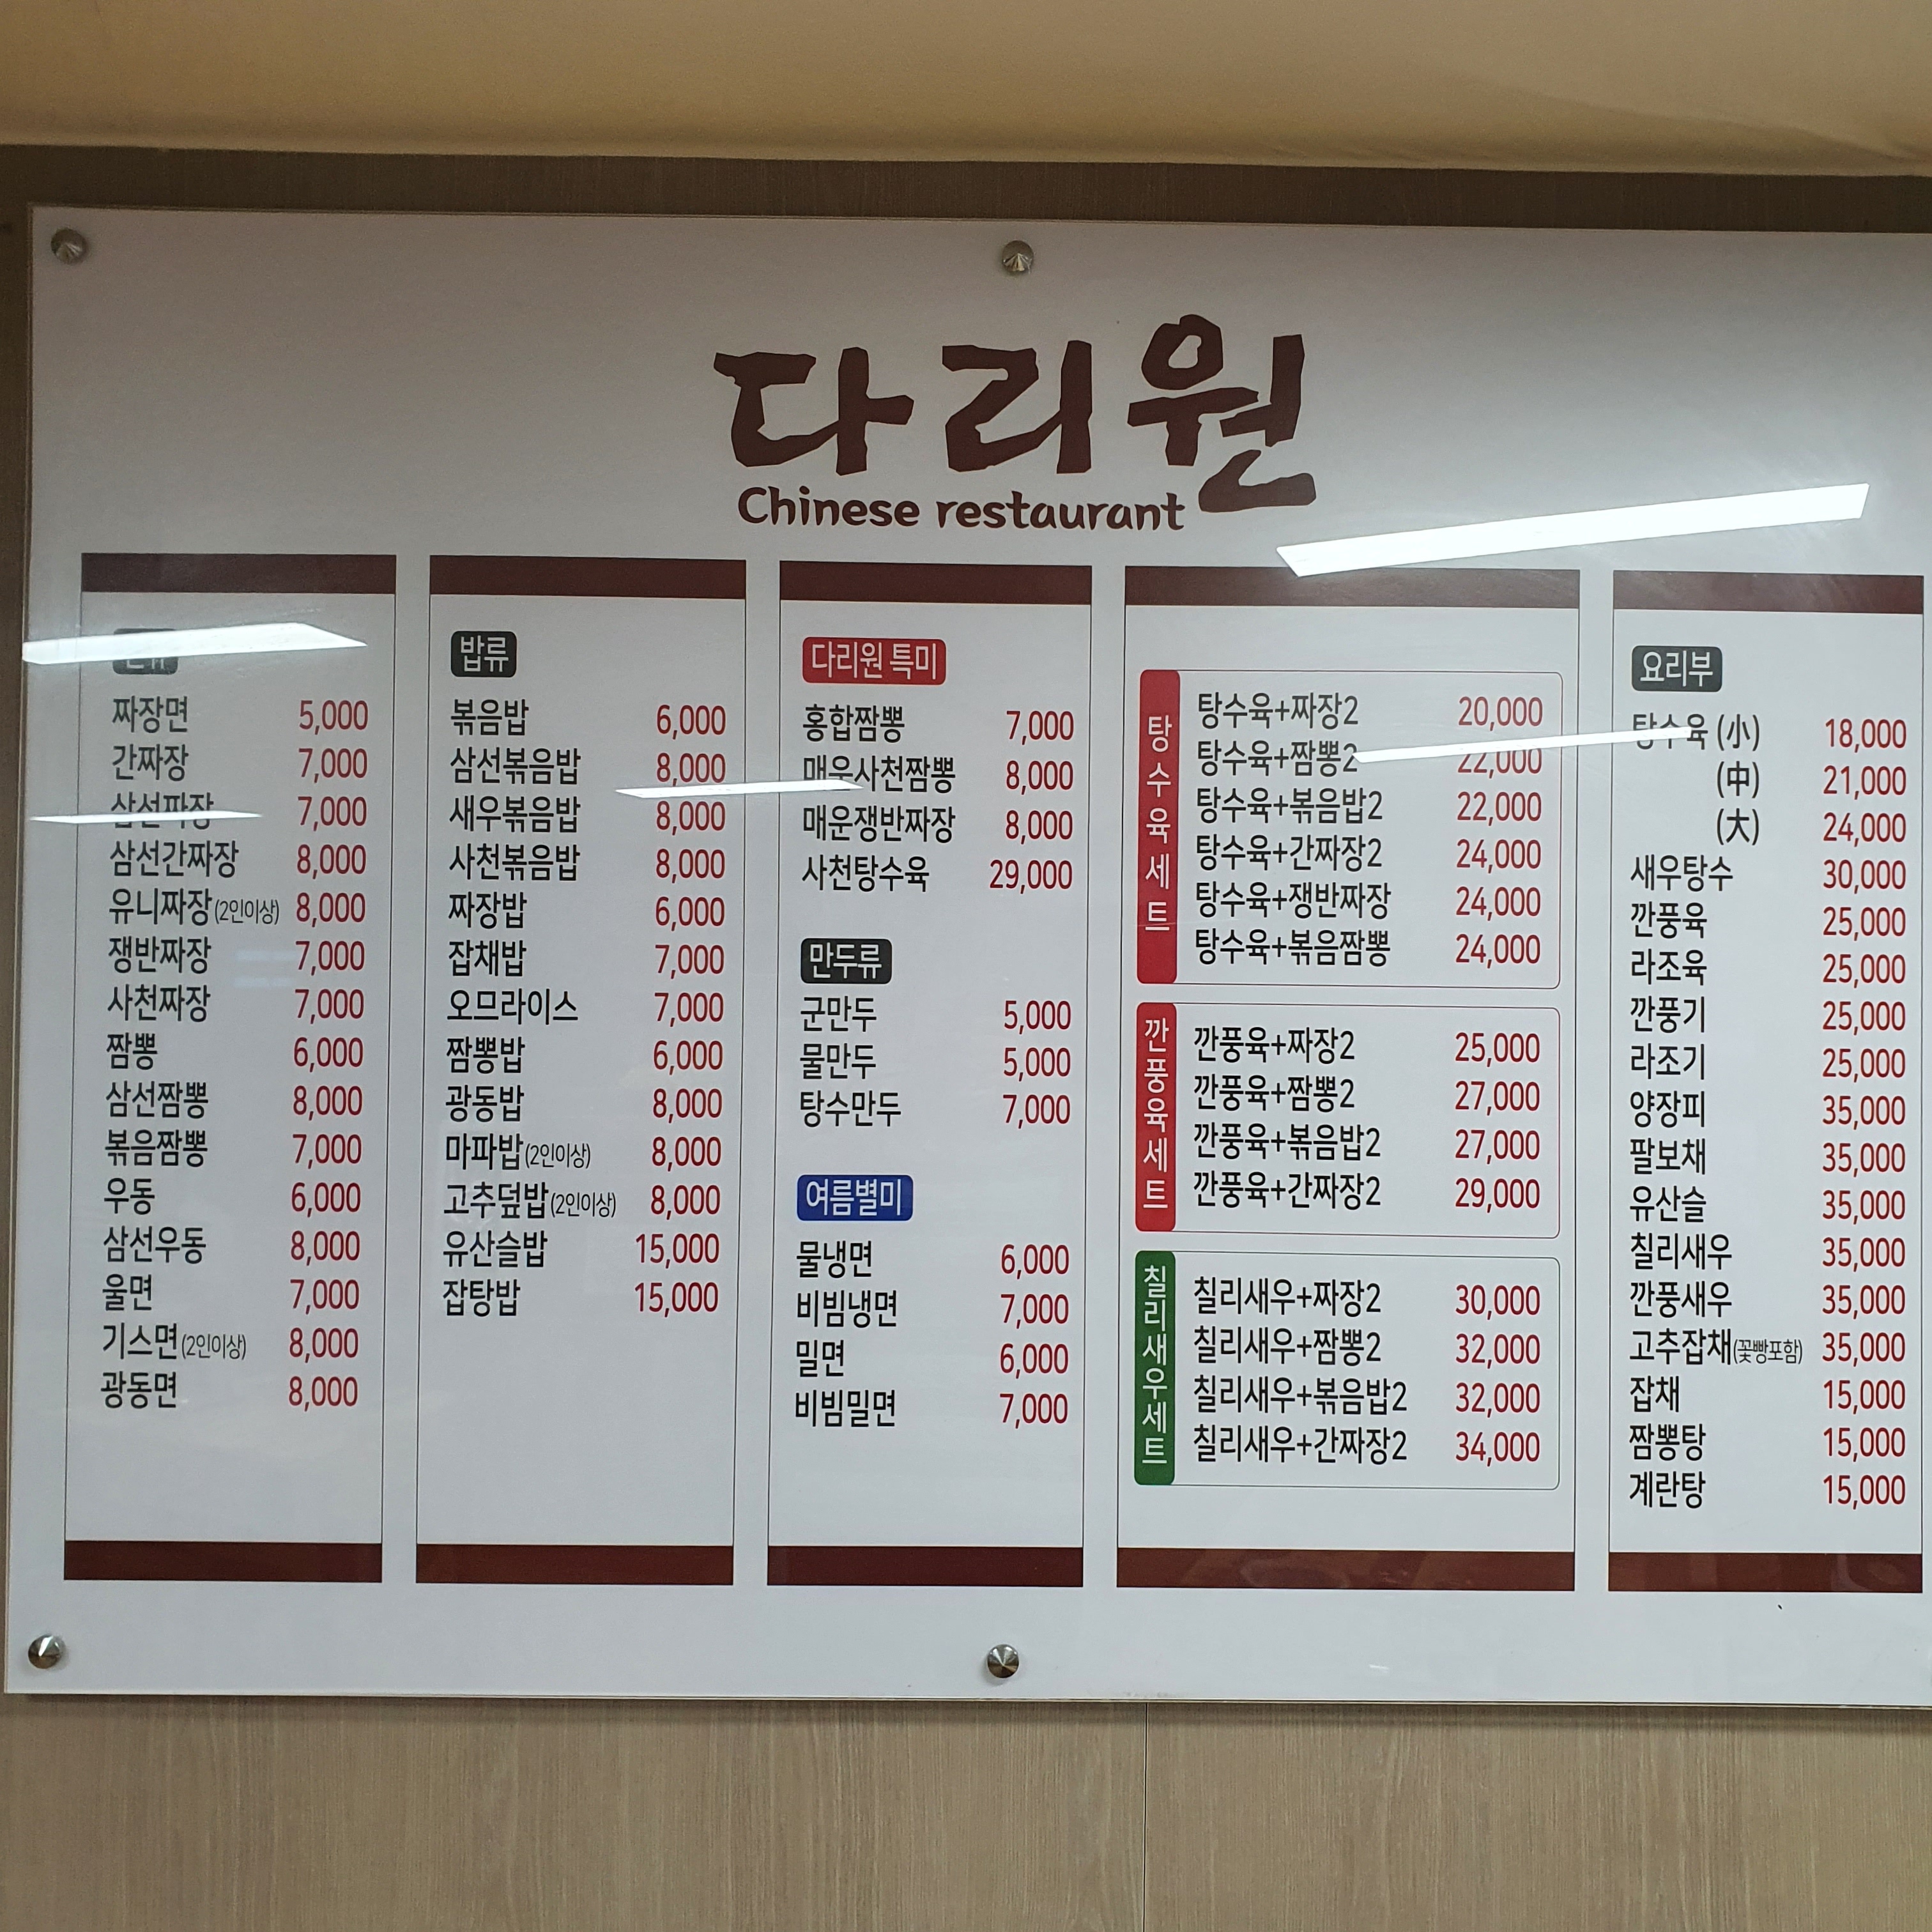 다리원
Chinese restaurant
짜장면 5,000
간짜장 7,000
삼선짜장 7,000
삼선간짜장 8,000
유니짜장(2인이상) 8,000
쟁반짜장 7,000
사천짜장 7,000
짬뽕 6,000
삼선짬뽕 8,000
볶음짬뽕 7,000
우동 6,000
삼선우동 8,000
울면 7,000
기스면(2인이상) 8,000
광동면 8,000
밥류
볶음밥 6,000
삼선볶음밥 8,000
새우볶음밥 8,000
사천볶음밥 8,000
짜장밥 6,000
잡채밥 7,000
오므라이스 7,000
짬뽕밥 6,000
광동밥 8,000
마파밥(2인이상) 8,000
고추덮밥(2인이상) 8,000
유산슬밥 15,000
잡탕밥 15,000
다리원 특미
홍합짬뽕 7,000
매운사천짬뽕 8,000
매운쟁반짜장 8,000
사천탕수육 29,000
만두류
군만두 5,000
물만두 5,000
탕수만두 7,000
여름별미
물냉면 6,000
비빔냉면 7,000
밀면 6,000
비빔밀면 7,000
탕수육세트
탕수육+짜장2 20,000
탕수육+짬뽕2 22,000
탕수육+볶음밥2 22,000
탕수육+간짜장2 24,000
탕수육+쟁반짜장 24,000
탕수육+볶음짬뽕 24,000
깐풍육세트
깐풍육+짜장2 25,000
깐풍육+짬뽕2 27,000
깐풍육+볶음밥2 27,000
깐풍육+간짜장2 29,000
칠리새우세트
칠리새우+짜장2 30,000
칠리새우+짬뽕2 32,000
칠리새우+볶음밥2 32,000
칠리새우+간짜장2 34,000
요리부
탕수육 (小) 18,000
(中) 21,000
(大) 24,000
새우탕수 30,000
깐풍육 25,000
라조육 25,000
깐풍기 25,000
라조기 25,000
양장피 35,000
팔보채 35,000
유산슬 35,000
칠리새우 35,000
깐풍새우 35,000
고추잡채(꽃빵포함) 35,000
잡채 15,000
짬뽕탕 15,000
계란탕 15,000